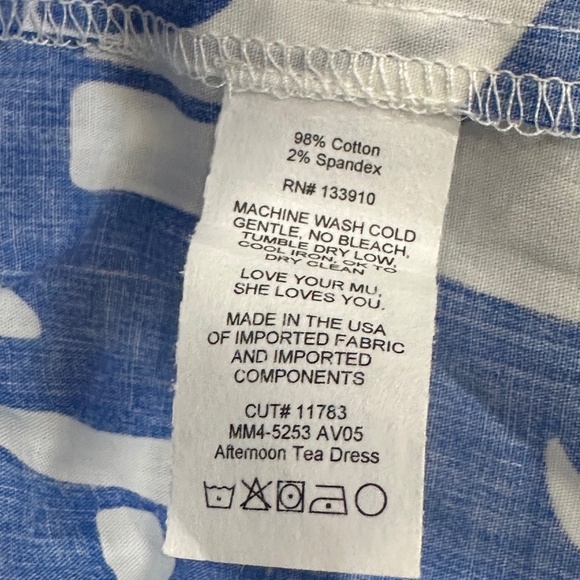 98% Cotton
2% Spandex
RN# 133910
MACHINE WASH COLD
GENTLE, NO BLEACH,
TUMBLE DRY LOW,
COOL IRON, OK TO
DRY CLEAN
LOVE YOUR MU,
SHE LOVES YOU.
MADE IN THE USA
OF IMPORTED FABRIC
AND IMPORTED
COMPONENTS
CUT# 11783
MM4-5253 AV05
Afternoon Tea Dress